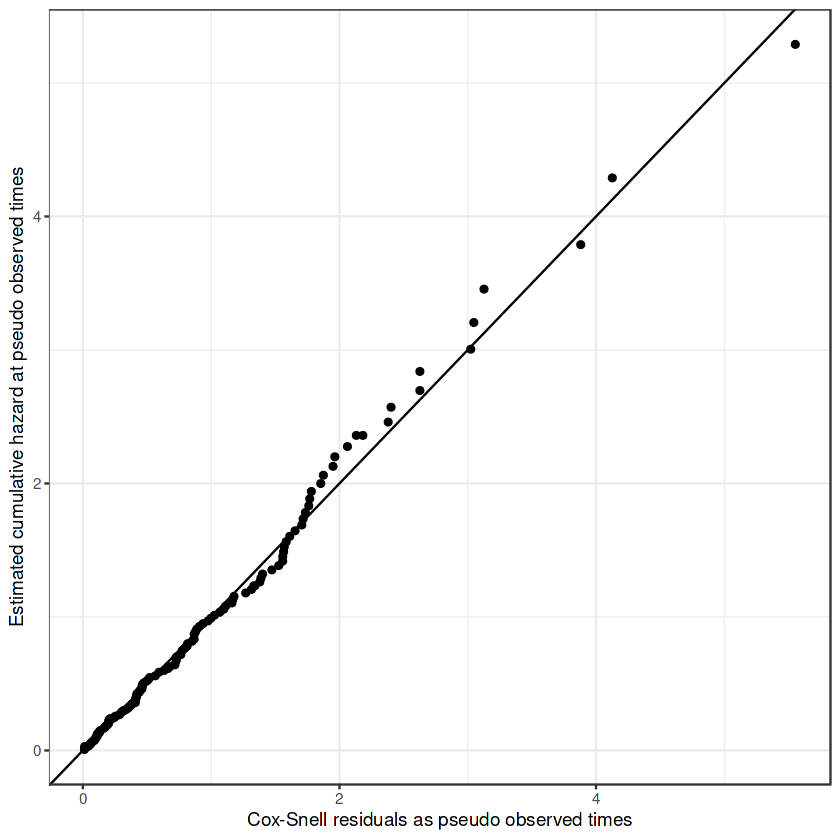 Estimated cumulative hazard at pseudo observed times
4
2
0
0 2 4
Cox-Snell residuals as pseudo observed times